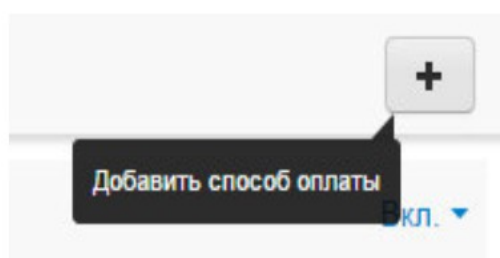 Добавить способ оплаты
Вкл.